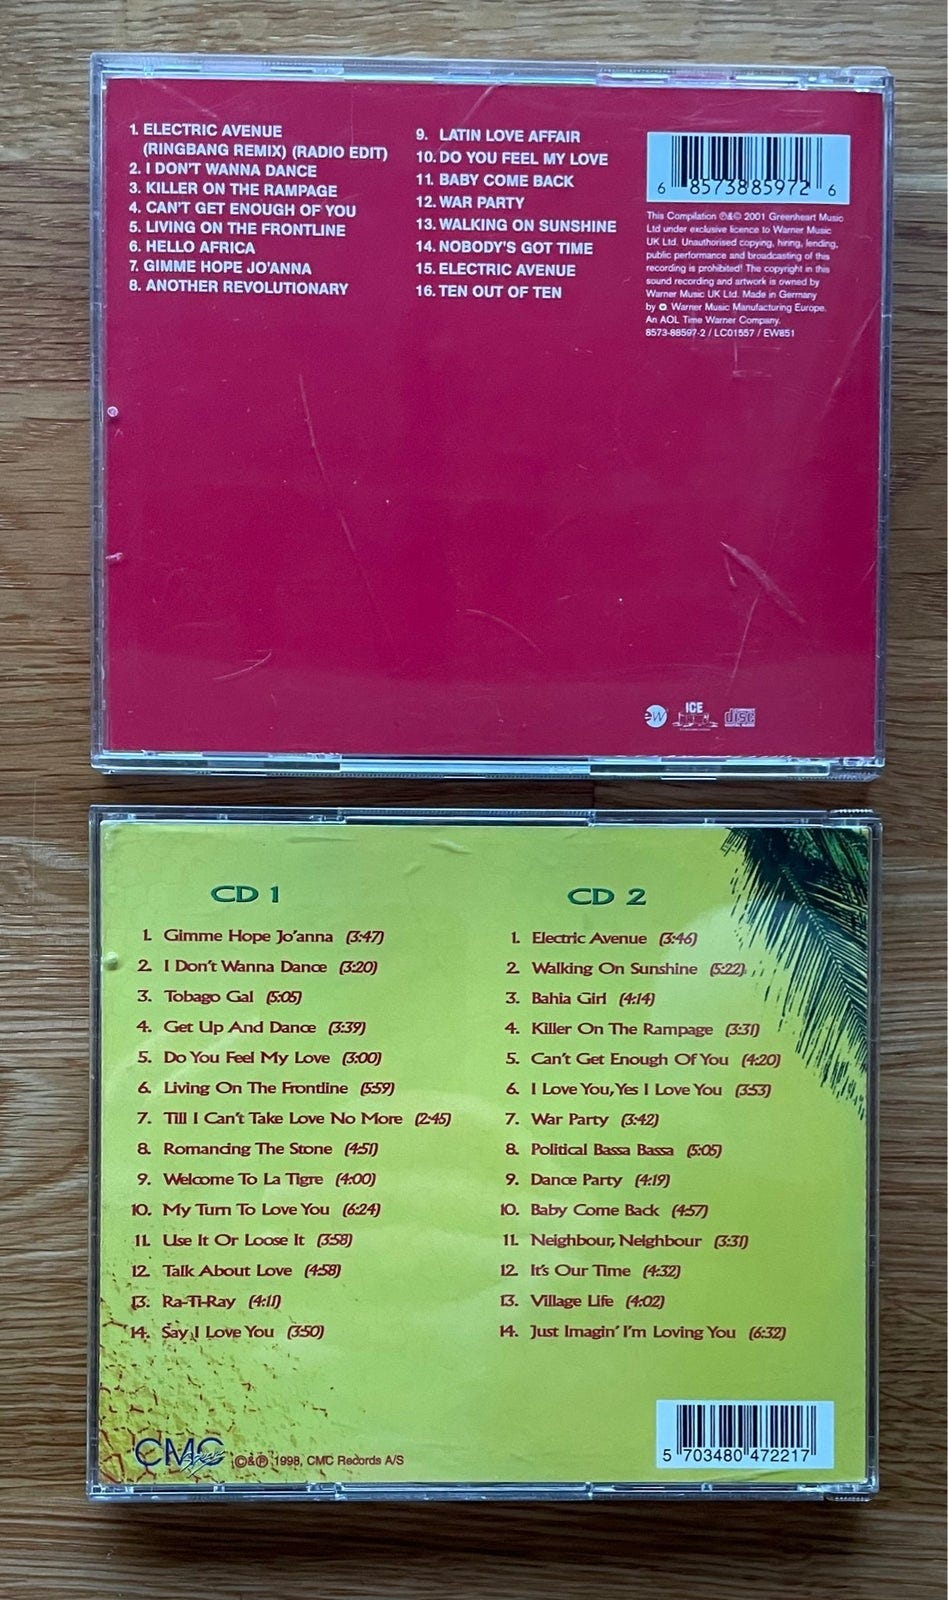 1. ELECTRIC AVENUE
(RINGBANG REMIX) (RADIO EDIT)
2. I DON'T WANNA DANCE
3. KILLER ON THE RAMPAGE
4. CAN'T GET ENOUGH OF YOU
5. LIVING ON THE FRONTLINE
6. HELLO AFRICA
7. GIMME HOPE JO'ANNA
8. ANOTHER REVOLUTIONARY
9. LATIN LOVE AFFAIR
10. DO YOU FEEL MY LOVE
11. BABY COME BACK
12. WAR PARTY
13. WALKING ON SUNSHINE
14. NOBODY'S GOT TIME
15. ELECTRIC AVENUE
16. TEN OUT OF TEN
6 85738 85972 6
This Compilation ℗&© 2001 Greenheart Music
Ltd under exclusive licence to Warner Music
UK Ltd. Unauthorised copying, hiring, lending,
public performance and broadcasting of this
recording is prohibited! The copyright in this
sound recording and artwork is owned by
Warner Music UK Ltd. Made in Germany
by Warner Music Manufacturing Europe.
An AOL Time Warner Company.
8573-88597-2 / LC01557 / EW851
ew ICE disc
CD 1
1. Gimme Hope Jo'anna (3:47)
2. I Don't Wanna Dance (3:20)
3. Tobago Gal (5:05)
4. Get Up And Dance (3:39)
5. Do You Feel My Love (3:00)
6. Living On The Frontline (5:59)
7. Till I Can't Take Love No More (2:45)
8. Romancing The Stone (4:51)
9. Welcome To La Tigre (4:00)
10. My Turn To Love You (6:24)
11. Use It Or Loose It (3:58)
12. Talk About Love (4:58)
13. Ra-Ti-Ray (4:11)
14. Say I Love You (3:50)
CD 2
1. Electric Avenue (3:46)
2. Walking On Sunshine (5:22)
3. Bahia Girl (4:14)
4. Killer On The Rampage (3:31)
5. Can't Get Enough Of You (4:20)
6. I Love You, Yes I Love You (3:53)
7. War Party (3:42)
8. Political Bassa Bassa (5:05)
9. Dance Party (4:19)
10. Baby Come Back (4:57)
11. Neighbour, Neighbour (3:31)
12. It's Our Time (4:32)
13. Village Life (4:02)
14. Just Imagin' I'm Loving You (6:32)
CMC ©&℗ 1998, CMC Records A/S
5 703480 472217